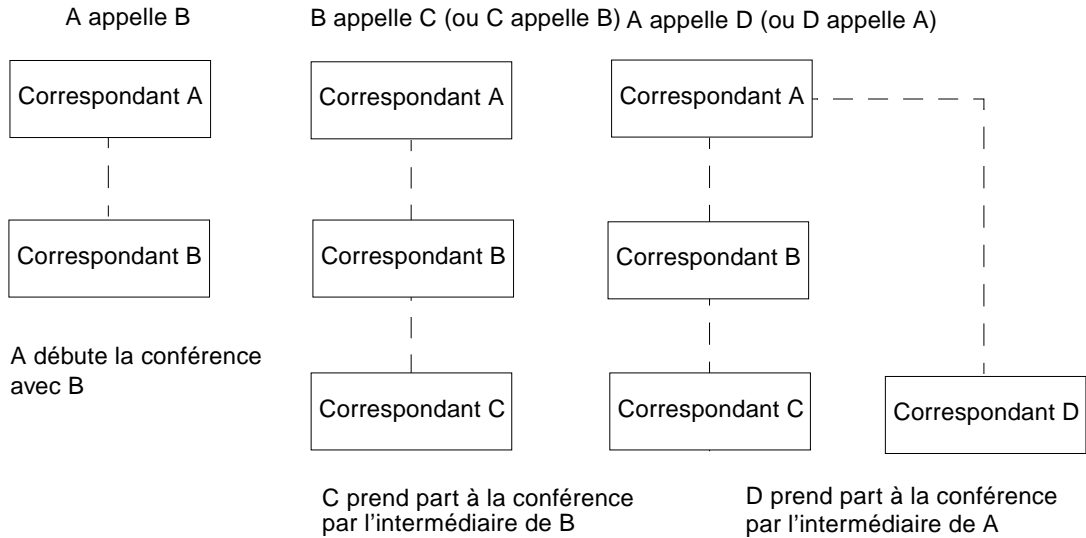 A appelle B
B appelle C (ou C appelle B)
A appelle D (ou D appelle A)
Correspondant A
Correspondant A
Correspondant A
Correspondant B
Correspondant B
Correspondant B
A débute la conférence
avec B
Correspondant C
Correspondant C
Correspondant D
C prend part à la conférence
par l'intermédiaire de B
D prend part à la conférence
par l'intermédiaire de A